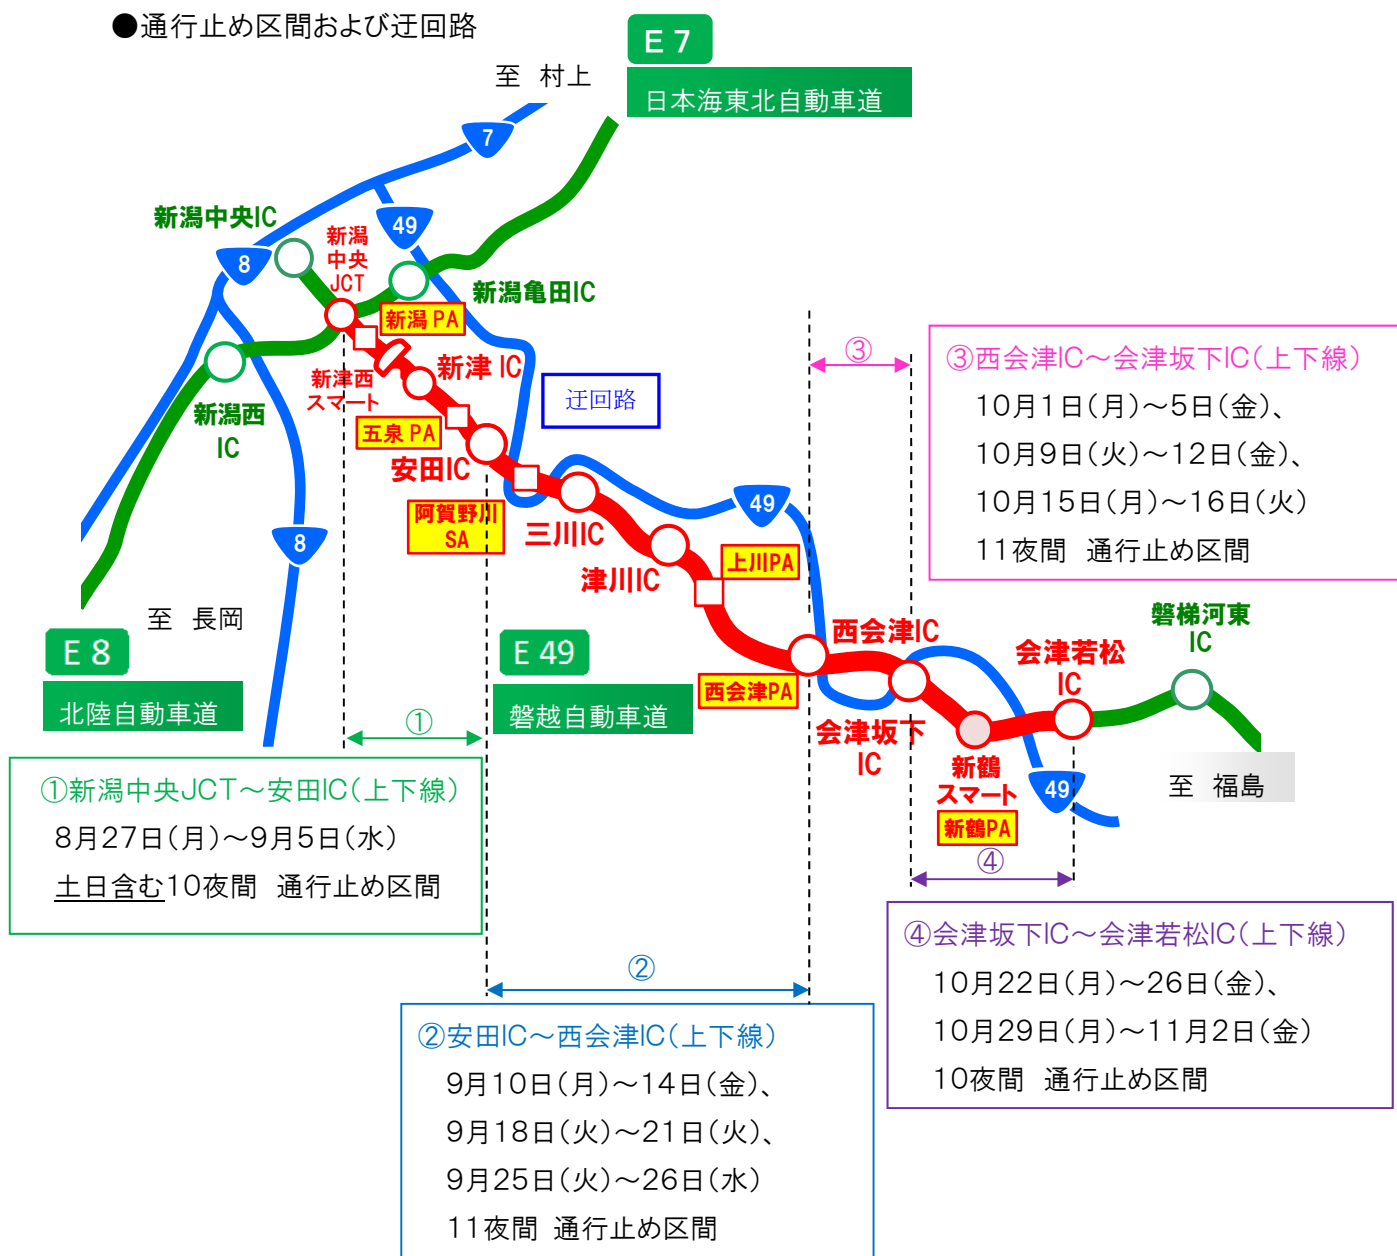 ●通行止め区間および迂回路
E 7
日本海東北自動車道
至 村上
7
49
8
新潟中央IC
新潟
中央
JCT
新潟亀田IC
新潟 PA
新津 IC
新津西
スマート
新潟西
IC
五泉 PA
安田IC
迂回路
阿賀野川
SA
三川IC
津川IC
49
上川PA
8
至 長岡
E 8
北陸自動車道
E 49
磐越自動車道
西会津IC
西会津PA
会津坂下
IC
会津若松
IC
磐梯河東
IC
新鶴
スマート
新鶴PA
49
至 福島
①
②
③
④
①新潟中央JCT～安田IC(上下線)
8月27日(月)～9月5日(水)
土日含む10夜間 通行止め区間
②安田IC～西会津IC(上下線)
9月10日(月)～14日(金)、
9月18日(火)～21日(火)、
9月25日(火)～26日(水)
11夜間 通行止め区間
③西会津IC～会津坂下IC(上下線)
10月1日(月)～5日(金)、
10月9日(火)～12日(金)、
10月15日(月)～16日(火)
11夜間 通行止め区間
④会津坂下IC～会津若松IC(上下線)
10月22日(月)～26日(金)、
10月29日(月)～11月2日(金)
10夜間 通行止め区間